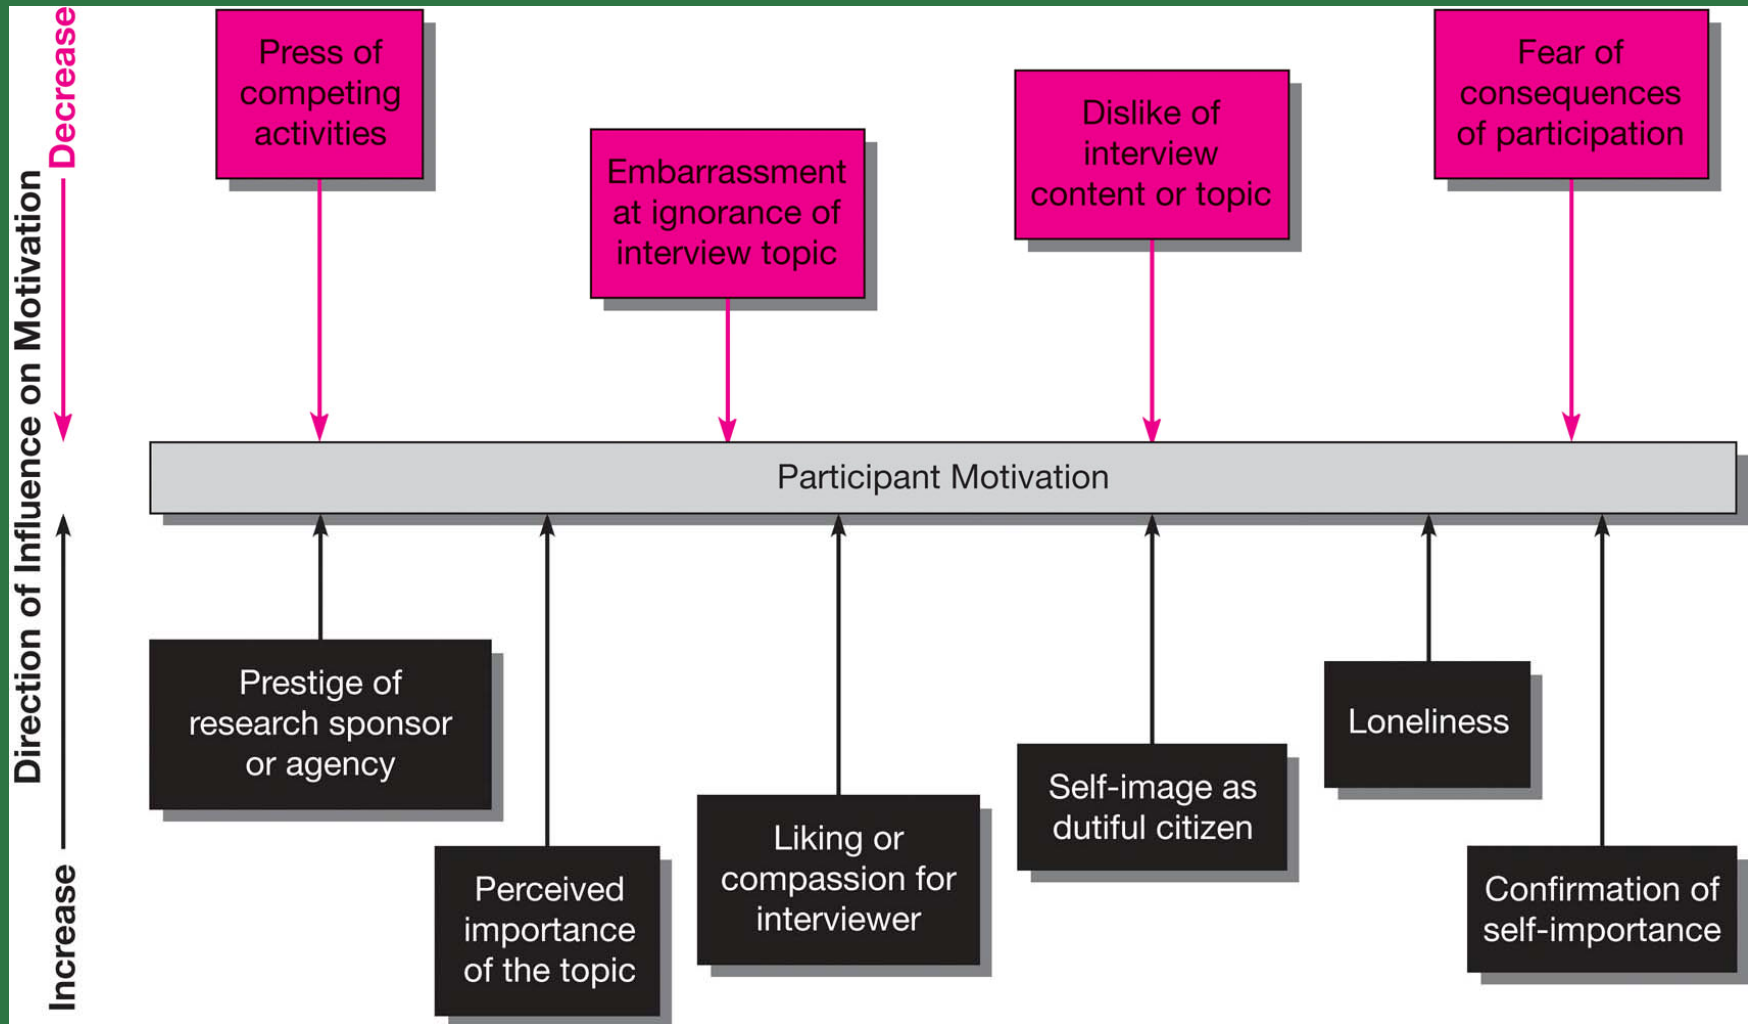 Direction of Influence on Motivation
Decrease
Increase
Press of
competing
activities
Embarrassment
at ignorance of
interview topic
Dislike of
interview
content or topic
Fear of
consequences
of participation
Participant Motivation
Prestige of
research sponsor
or agency
Perceived
importance
of the topic
Liking or
compassion for
interviewer
Self-image as
dutiful citizen
Loneliness
Confirmation of
self-importance